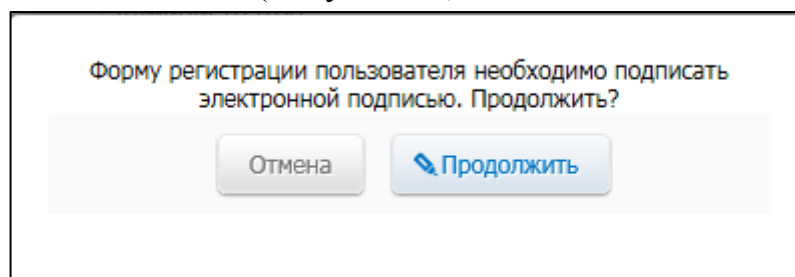 Форму регистрации пользователя необходимо подписать
электронной подписью. Продолжить?
Отмена
Продолжить